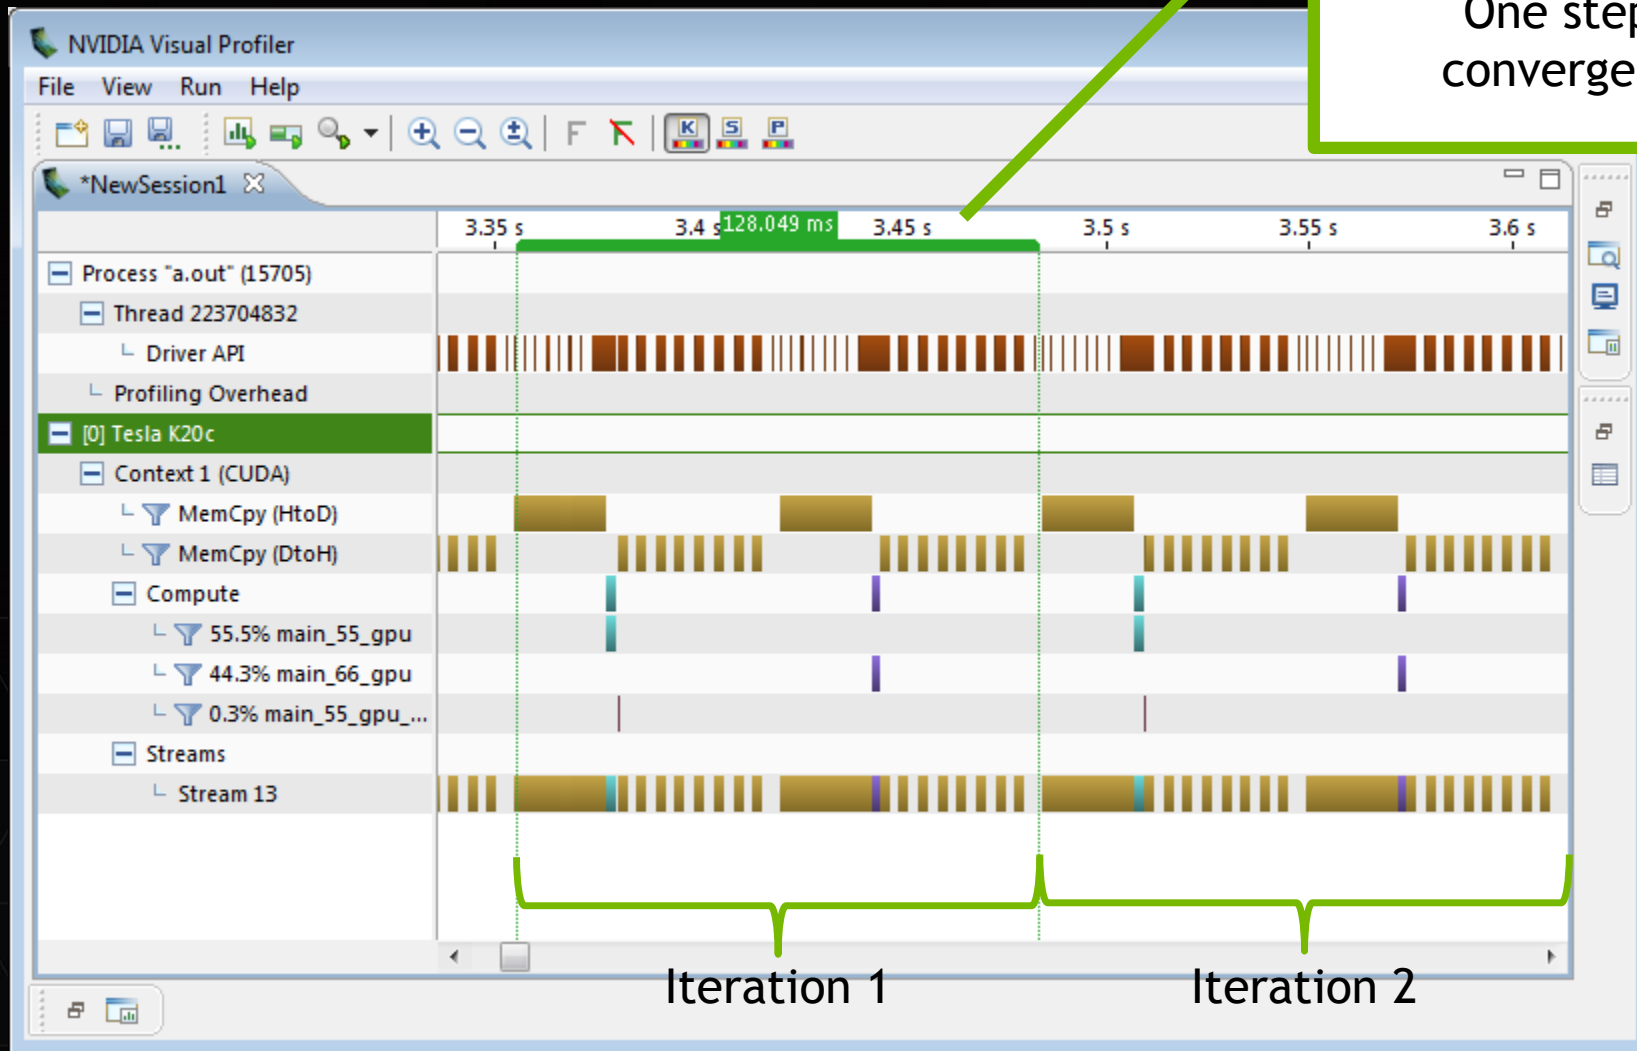 One step
converge
NVIDIA Visual Profiler
File View Run Help
F K S P
*NewSession1
3.35 s 3.4 s 128.049 ms 3.45 s 3.5 s 3.55 s 3.6 s
Process "a.out" (15705)
Thread 223704832
Driver API
Profiling Overhead
[0] Tesla K20c
Context 1 (CUDA)
MemCpy (HtoD)
MemCpy (DtoH)
Compute
55.5% main_55_gpu
44.3% main_66_gpu
0.3% main_55_gpu_...
Streams
Stream 13
Iteration 1 Iteration 2